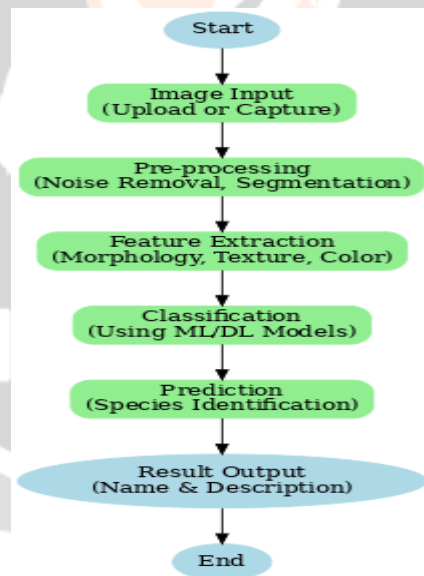 Start
Image Input
(Upload or Capture)
Pre-processing
(Noise Removal, Segmentation)
Feature Extraction
(Morphology, Texture, Color)
Classification
(Using ML/DL Models)
Prediction
(Species Identification)
Result Output
(Name & Description)
End